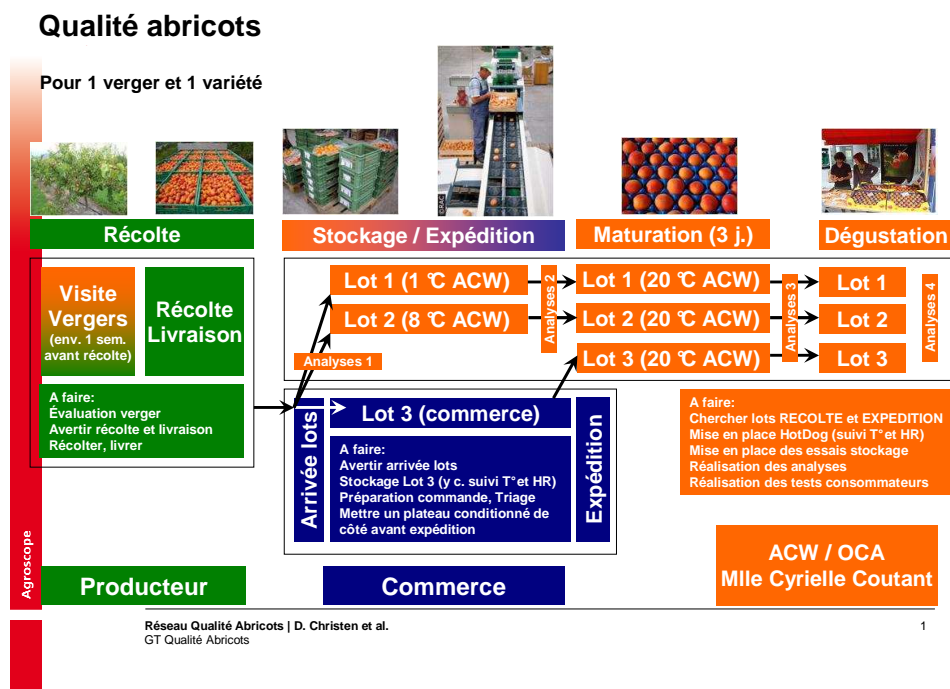 Qualité abricots
Pour 1 verger et 1 variété
©RAC
Récolte
Stockage / Expédition
Maturation (3 j.)
Dégustation
Visite
Vergers
(env. 1 sem.
avant récolte)
Récolte
Livraison
A faire:
Évaluation verger
Avertir récolte et livraison
Récolter, livrer
Lot 1 (1 °C ACW)
Lot 2 (8 °C ACW)
Analyses 1
Analyses 2
Lot 1 (20 °C ACW)
Lot 2 (20 °C ACW)
Lot 3 (20 °C ACW)
Analyses 3
Lot 1
Lot 2
Lot 3
Analyses 4
Arrivée lots
Lot 3 (commerce)
A faire:
Avertir arrivée lots
Stockage Lot 3 (y c. suivi T° et HR)
Préparation commande, Triage
Mettre un plateau conditionné de
côté avant expédition
Expédition
A faire:
Chercher lots RECOLTE et EXPEDITION
Mise en place HotDog (suivi T° et HR)
Mise en place des essais stockage
Réalisation des analyses
Réalisation des tests consommateurs
Producteur
Commerce
ACW / OCA
Mlle Cyrielle Coutant
Agroscope
Réseau Qualité Abricots | D. Christen et al.
GT Qualité Abricots
1